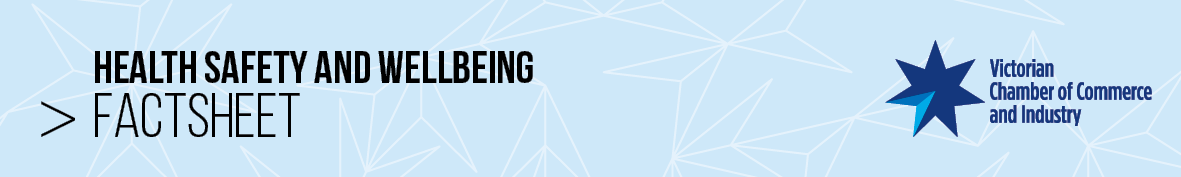 HEALTH SAFETY AND WELLBEING
> FACTSHEET
Victorian
Chamber of Commerce
and Industry